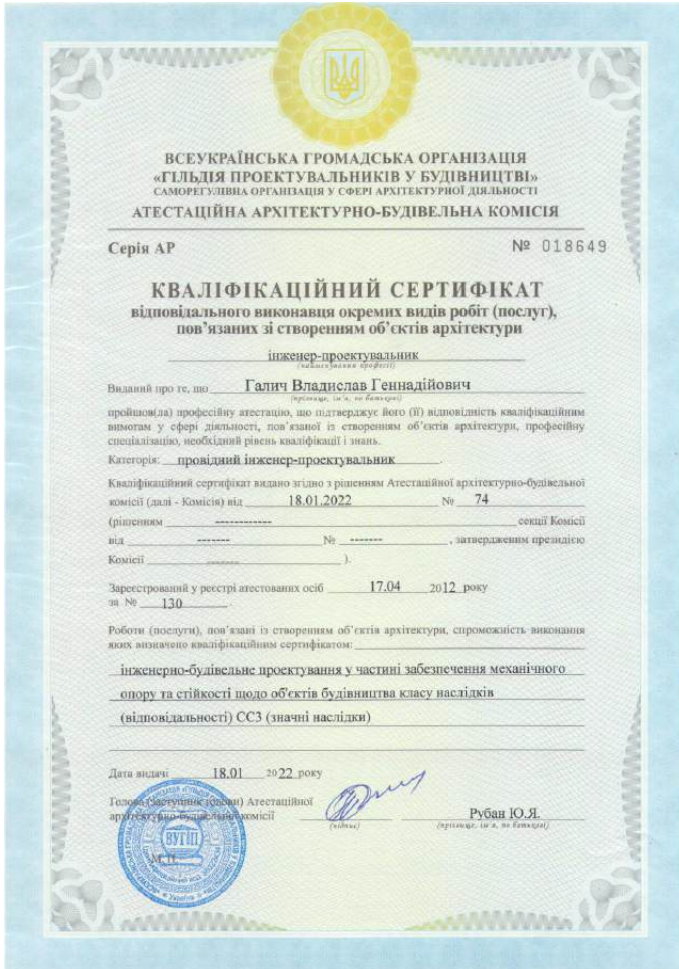 ВСЕУКРАЇНСЬКА ГРОМАДСЬКА ОРГАНІЗАЦІЯ
«ГІЛЬДІЯ ПРОЕКТУВАЛЬНИКІВ У БУДІВНИЦТВІ»
САМОРЕГУЛІВНА ОРГАНІЗАЦІЯ У СФЕРІ АРХІТЕКТУРНОЇ ДІЯЛЬНОСТІ
АТЕСТАЦІЙНА АРХІТЕКТУРНО-БУДІВЕЛЬНА КОМІСІЯ
Серія АР № 018649
КВАЛІФІКАЦІЙНИЙ СЕРТИФІКАТ
відповідального виконавця окремих видів робіт (послуг),
пов’язаних зі створенням об’єктів архітектури
інженер-проектувальник
(найменування професії)
Виданий про те, що Галич Владислав Геннадійович
(прізвище, ім’я, по батькові)
пройшов(ла) професійну атестацію, що підтверджує його (її) відповідність кваліфікаційним
вимогам у сфері діяльності, пов’язаної із створенням об’єктів архітектури, професійну
спеціалізацію, необхідний рівень кваліфікації і знань.
Категорія: провідний інженер-проектувальник.
Кваліфікаційний сертифікат видано згідно з рішенням Атестаційної архітектурно-будівельної
комісії (далі - Комісія) від 18.01.2022 № 74
(рішенням ------------ секції Комісії
від ------- № -------, затвердженим президією
Комісії ------- ).
Зареєстрований у реєстрі атестованих осіб 17.04 2012 року
за № 130.
Роботи (послуги), пов’язані із створенням об’єктів архітектури, спроможність виконання
яких визначено кваліфікаційним сертифікатом:
інженерно-будівельне проектування у частині забезпечення механічного
опору та стійкості щодо об'єктів будівництва класу наслідків
(відповідальності) СС3 (значні наслідки)
Дата видачі 18.01 2022 року
Голова (заступник голови) Атестаційної
архітектурно-будівельної комісії Рубан Ю.Я.
(підпис) (прізвище, ім’я, по батькові)
М.П.
ВУГІП